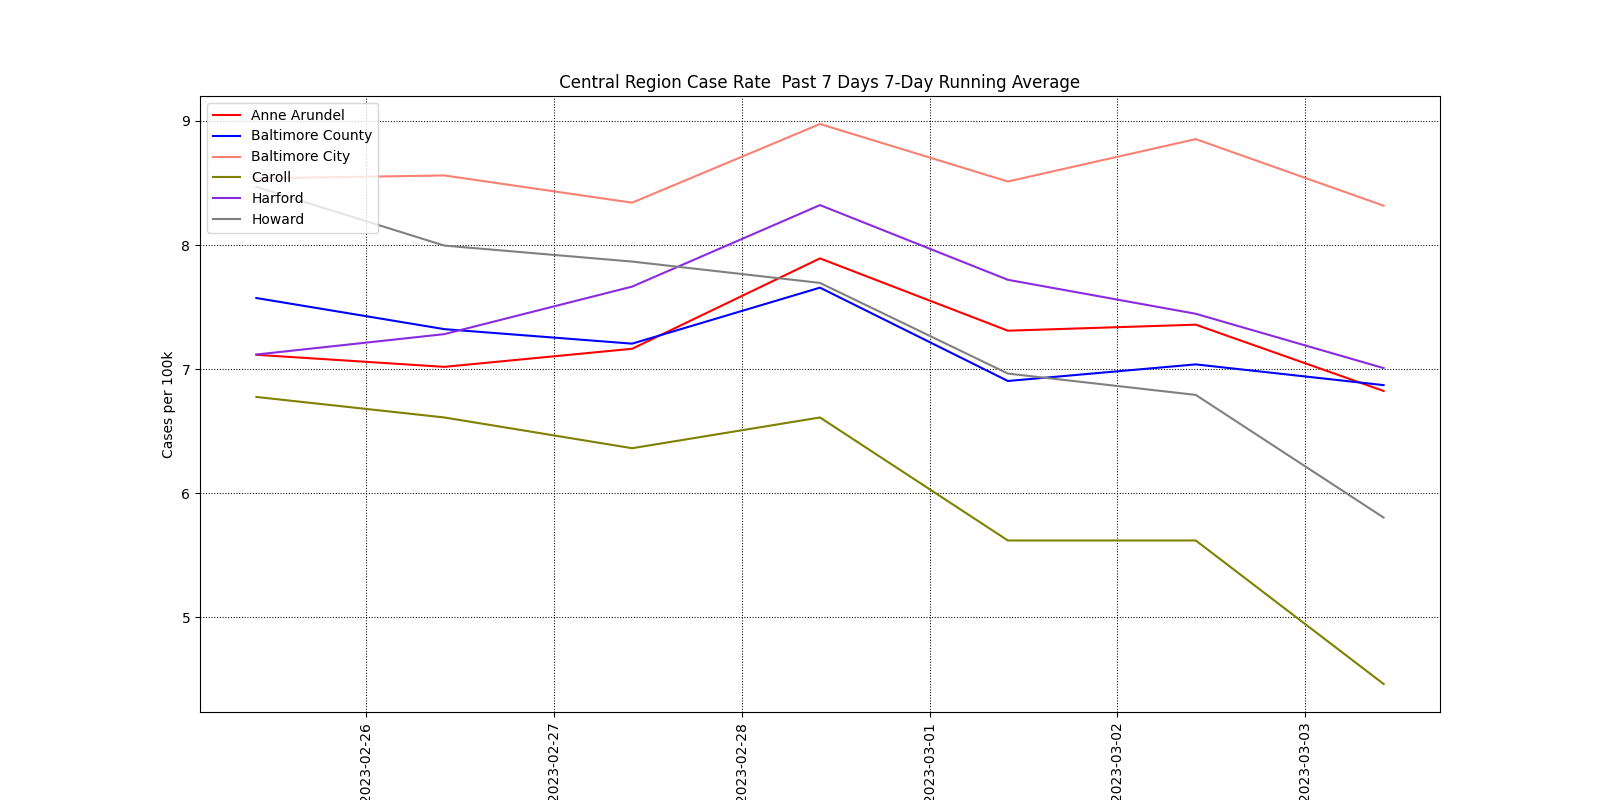 Central Region Case Rate  Past 7 Days 7-Day Running Average
Anne Arundel
Baltimore County
Baltimore City
Caroll
Harford
Howard
Cases per 100k
9
8
7
6
5
2023-02-26
2023-02-27
2023-02-28
2023-03-01
2023-03-02
2023-03-03